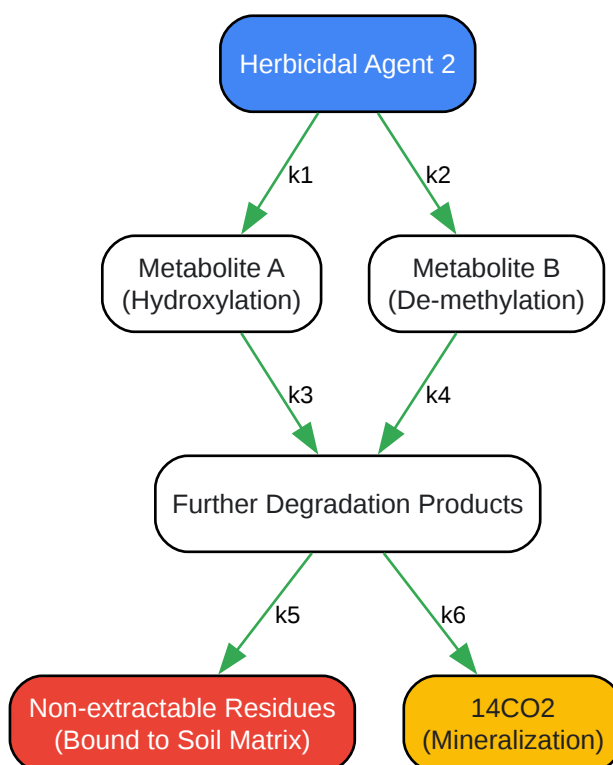 Herbicidal Agent 2
k1
k2
Metabolite A
(Hydroxylation)
Metabolite B
(De-methylation)
k3
k4
Further Degradation Products
k5
k6
Non-extractable Residues
(Bound to Soil Matrix)
14CO2
(Mineralization)